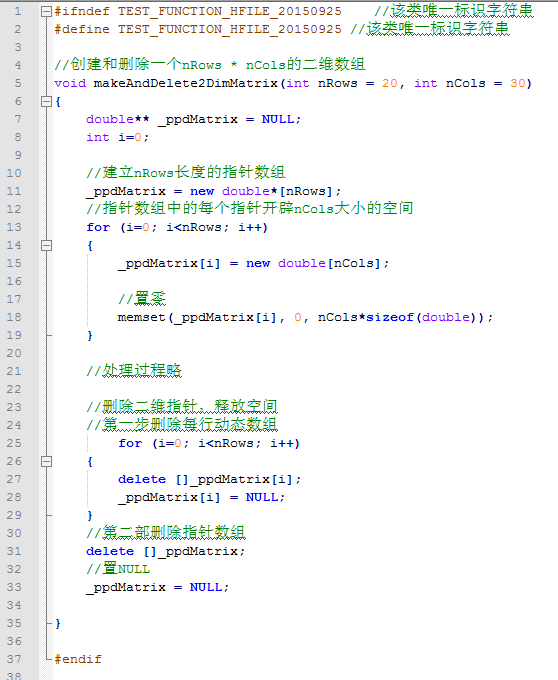 1 #ifndef TEST_FUNCTION_HFILE_20150925 //该类唯一标识字符串
2 #define TEST_FUNCTION_HFILE_20150925 //该类唯一标识字符串
3
4 //创建和删除一个nRows * nCols的二维数组
5 void makeAndDelete2DimMatrix(int nRows = 20, int nCols = 30)
6 {
7 double** _ppdMatrix = NULL;
8 int i=0;
9
10 //建立nRows长度的指针数组
11 _ppdMatrix = new double*[nRows];
12 //指针数组中的每个指针开辟nCols大小的空间
13 for (i=0; i<nRows; i++)
14 {
15 _ppdMatrix[i] = new double[nCols];
16
17 //置零
18 memset(_ppdMatrix[i], 0, nCols*sizeof(double));
19 }
20
21 //处理过程略
22
23 //删除二维指针，释放空间
24 //第一步删除每行动态数组
25 for (i=0; i<nRows; i++)
26 {
27 delete []_ppdMatrix[i];
28 _ppdMatrix[i] = NULL;
29 }
30 //第二部删除指针数组
31 delete []_ppdMatrix;
32 //置NULL
33 _ppdMatrix = NULL;
34
35 }
36
37 #endif
38